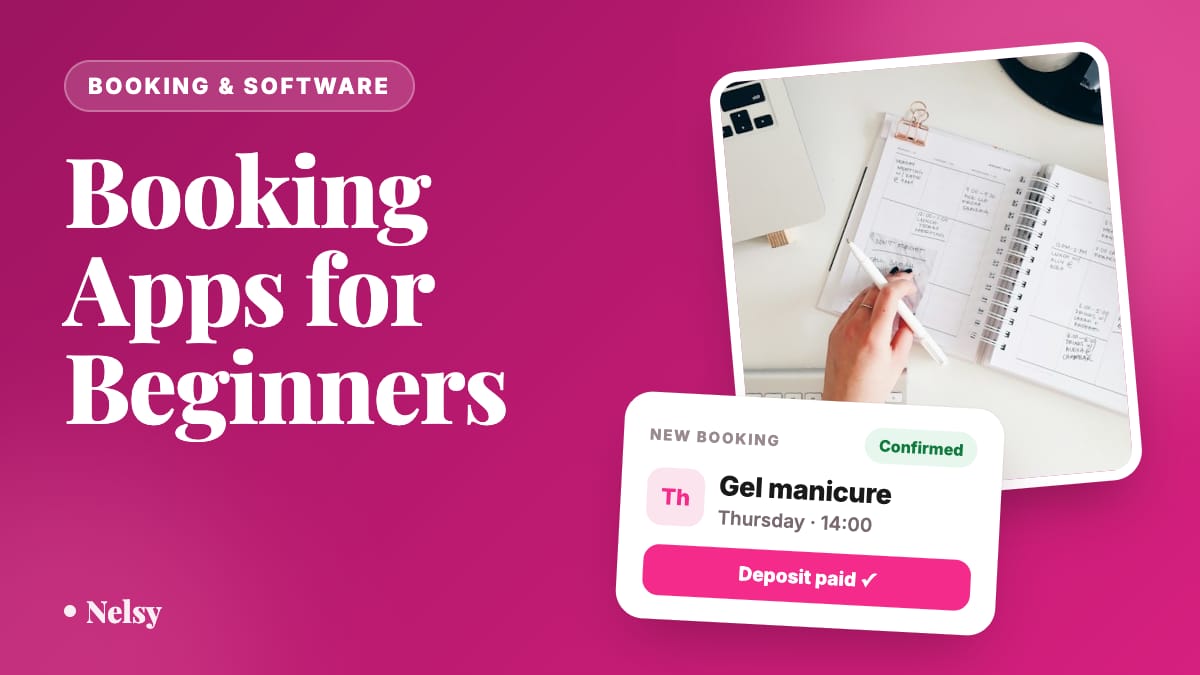 BOOKING & SOFTWARE
Booking
Apps for
Beginners
NEW BOOKING
Confirmed
Th
Gel manicure
Thursday · 14:00
Deposit paid ✓
Nelsy